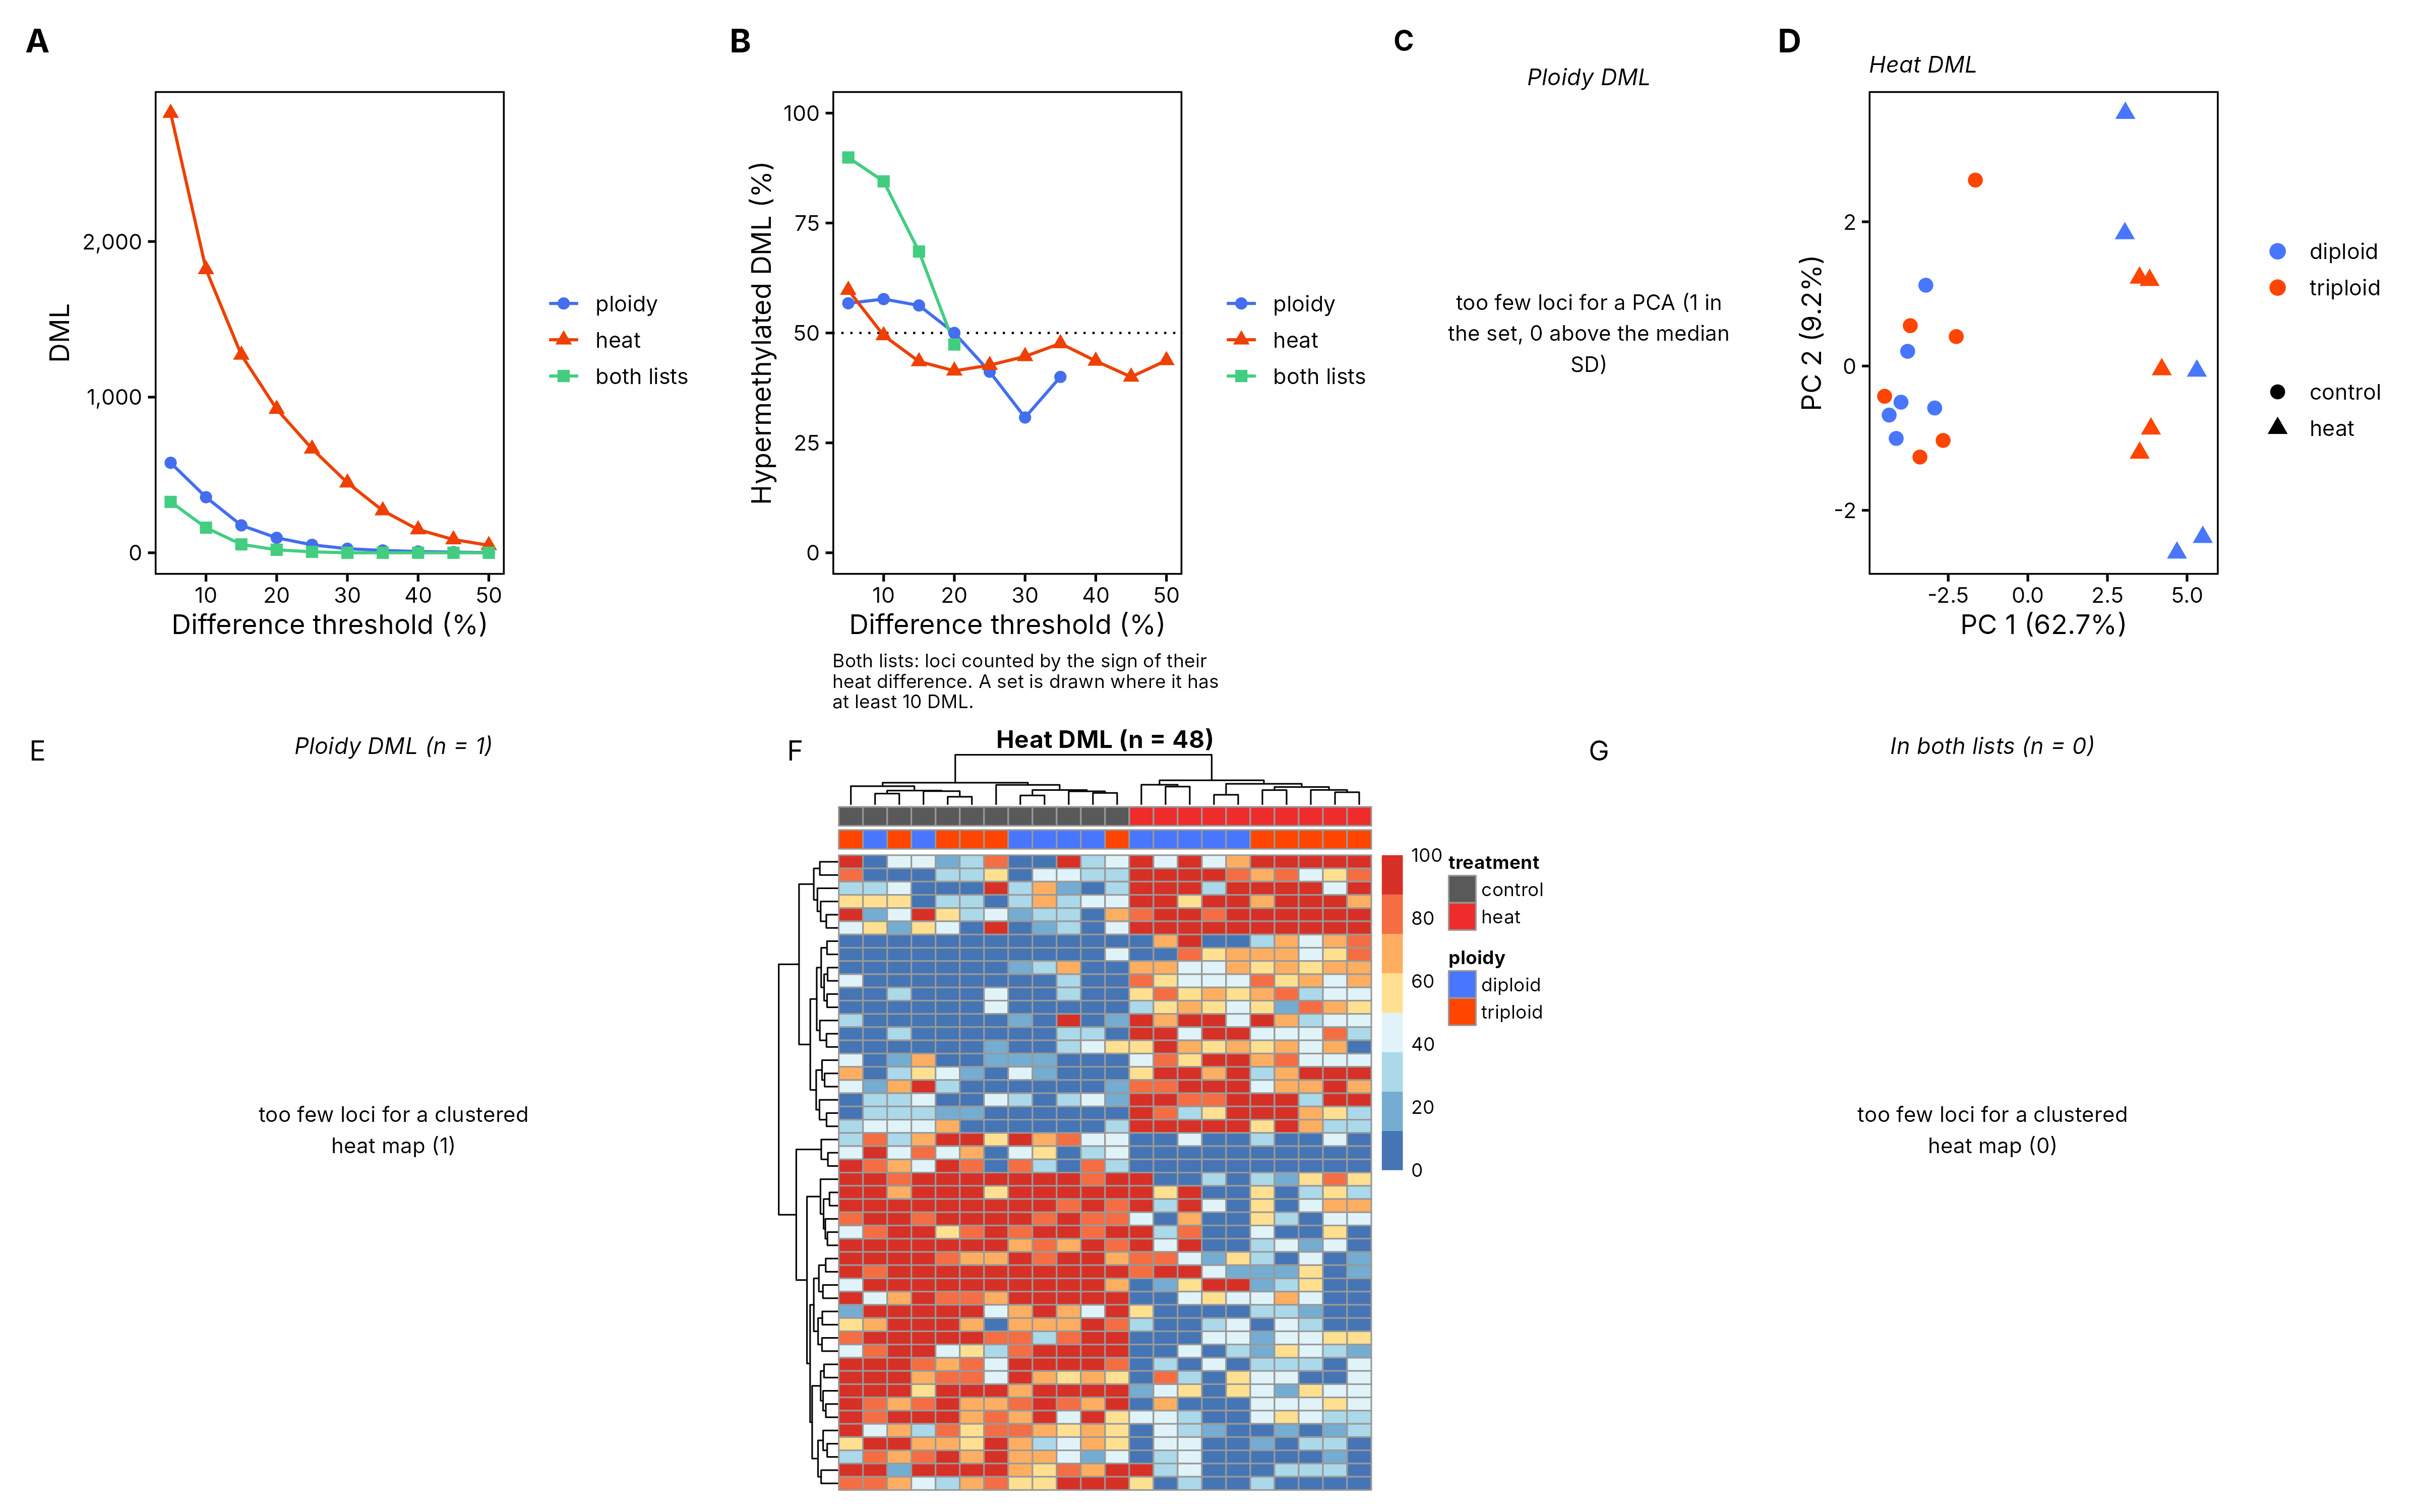 A
DML
2,000
1,000
0
10 20 30 40 50
Difference threshold (%)
ploidy
heat
both lists
B
Hypermethylated DML (%)
100
75
50
25
0
10 20 30 40 50
Difference threshold (%)
ploidy
heat
both lists
Both lists: loci counted by the sign of their
heat difference. A set is drawn where it has
at least 10 DML.
C
Ploidy DML
too few loci for a PCA (1 in
the set, 0 above the median
SD)
D
Heat DML
PC 2 (9.2%)
2
0
-2
-2.5 0.0 2.5 5.0
PC 1 (62.7%)
diploid
triploid
control
heat
E
Ploidy DML (n = 1)
too few loci for a clustered
heat map (1)
F
Heat DML (n = 48)
100
80
60
40
20
0
treatment
control
heat
ploidy
diploid
triploid
G
In both lists (n = 0)
too few loci for a clustered
heat map (0)